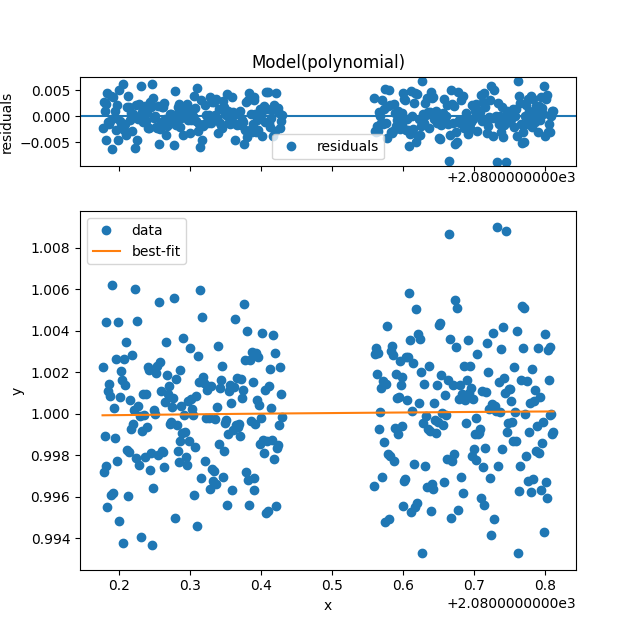 Model(polynomial)
0.005
0.000
−0.005
residuals
residuals
+2.0800000000e3
data
best-fit
1.008
1.006
1.004
1.002
1.000
0.998
0.996
0.994
y
0.2 0.3 0.4 0.5 0.6 0.7 0.8
x
+2.0800000000e3